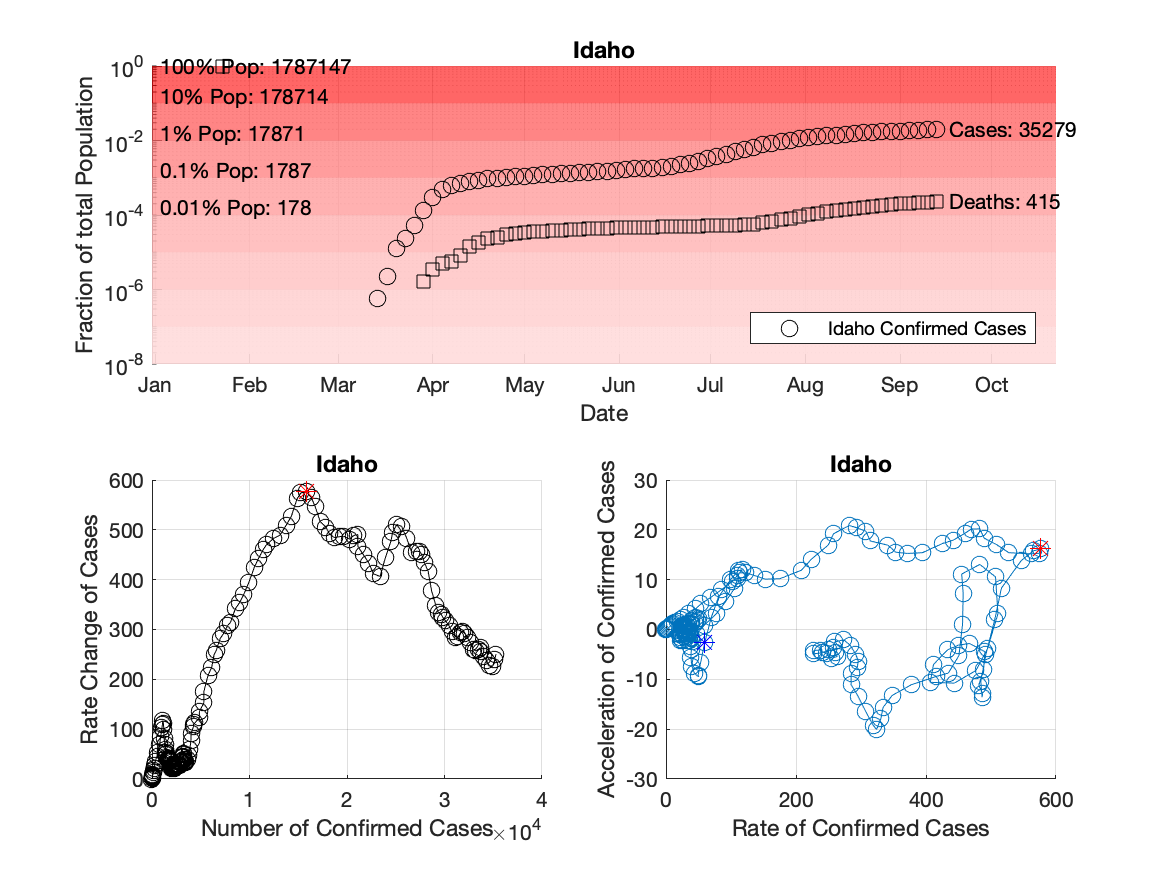 Idaho
10^0
10^-2
10^-4
10^-6
10^-8
Fraction of total Population
100% Pop: 1787147
10% Pop: 178714
1% Pop: 17871
0.1% Pop: 1787
0.01% Pop: 178
Cases: 35279
Deaths: 415
Idaho Confirmed Cases
Jan Feb Mar Apr May Jun Jul Aug Sep Oct
Date
Idaho
600
500
400
300
200
100
0
Rate Change of Cases
0 1 2 3 4
Number of Confirmed Cases ×10^4
Idaho
30
20
10
0
-10
-20
-30
Acceleration of Confirmed Cases
0 200 400 600
Rate of Confirmed Cases